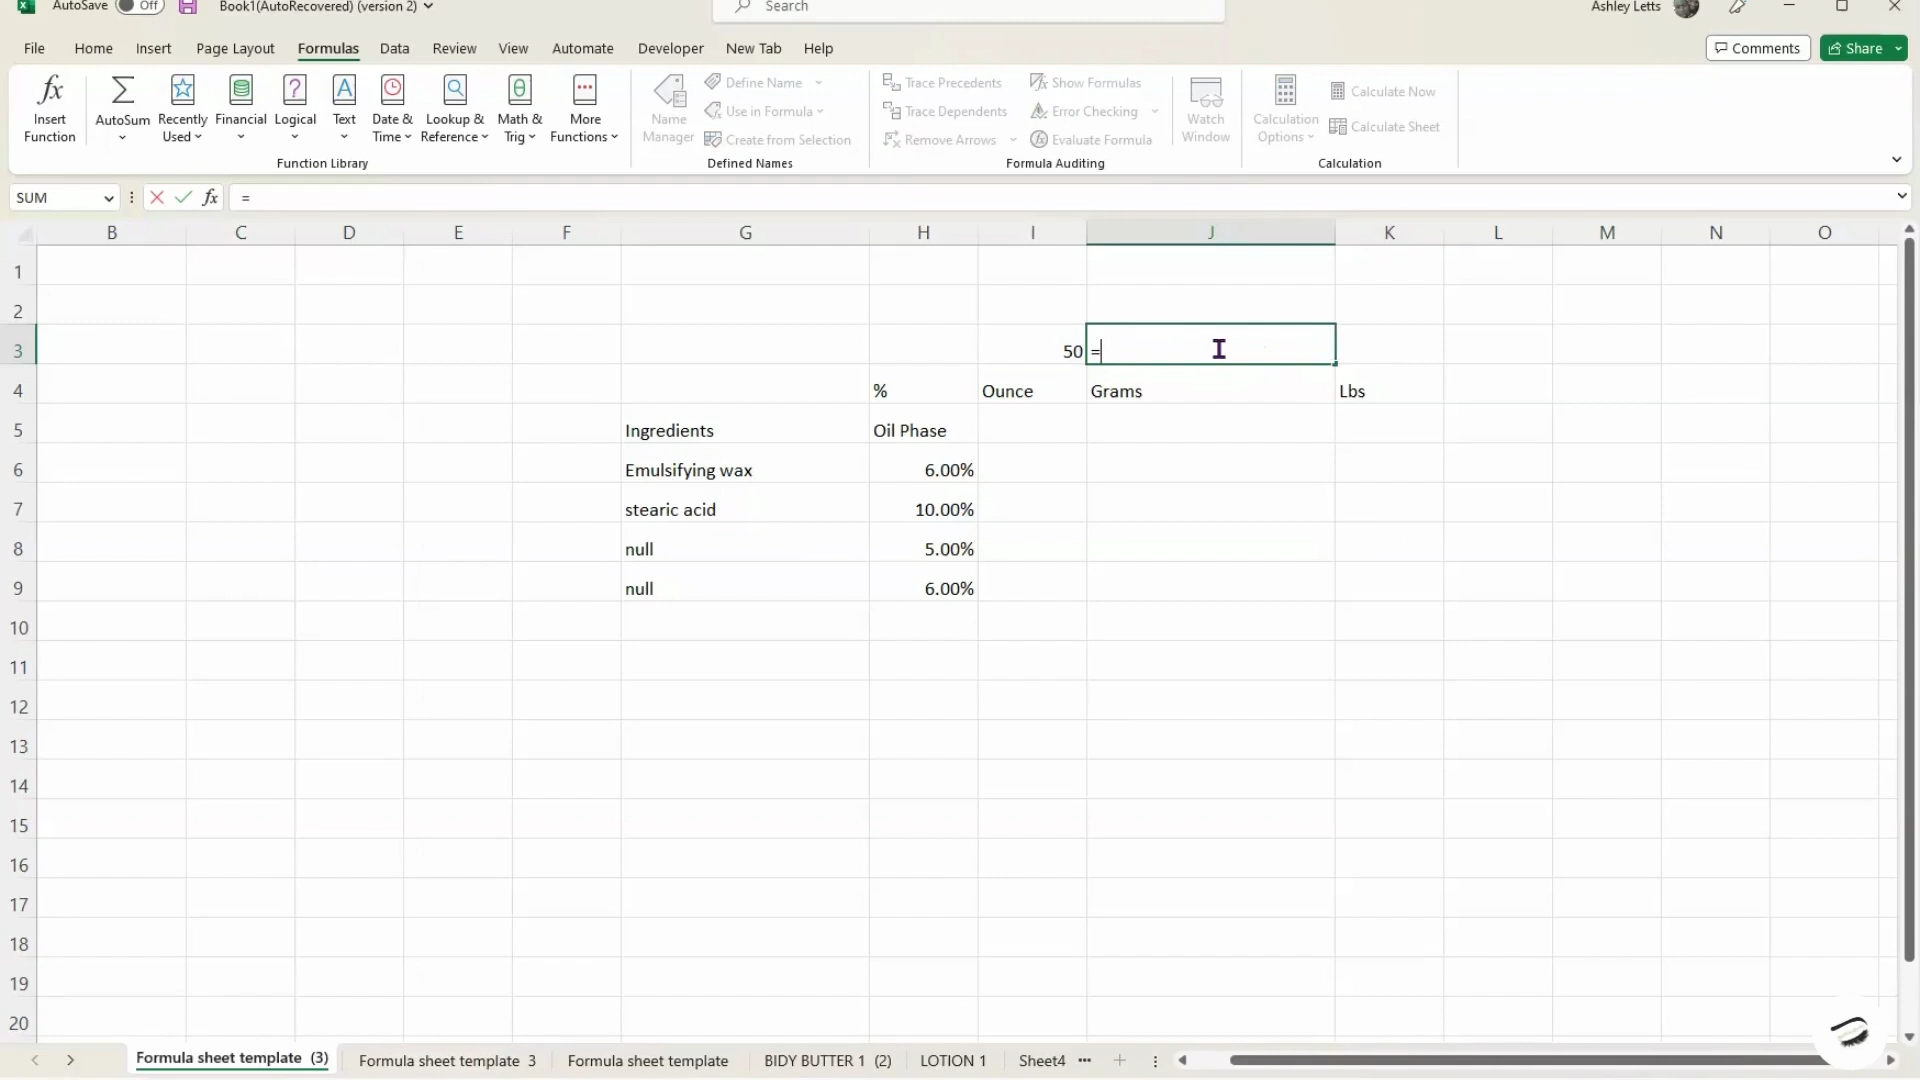 AutoSave Off Book1(AutoRecovered) (version 2) Search Ashley Letts
File Home Insert Page Layout Formulas Data Review View Automate Developer New Tab Help Comments Share
fx Insert Function
AutoSum
Recently Used
Financial
Logical
Text
Date & Time
Lookup & Reference
Math & Trig
More Functions
Function Library
Name Manager
Define Name
Use in Formula
Create from Selection
Defined Names
Trace Precedents
Trace Dependents
Remove Arrows
Show Formulas
Error Checking
Evaluate Formula
Formula Auditing
Watch Window
Calculation Options
Calculate Now
Calculate Sheet
Calculation
SUM fx =
B C D E F G H I J K L M N O
1
2
3 50 =
4 % Ounce Grams Lbs
5 Ingredients Oil Phase
6 Emulsifying wax 6.00%
7 stearic acid 10.00%
8 null 5.00%
9 null 6.00%
10
11
12
13
14
15
16
17
18
19
20
Formula sheet template (3) Formula sheet template 3 Formula sheet template BIDY BUTTER 1 (2) LOTION 1 Sheet4 ...